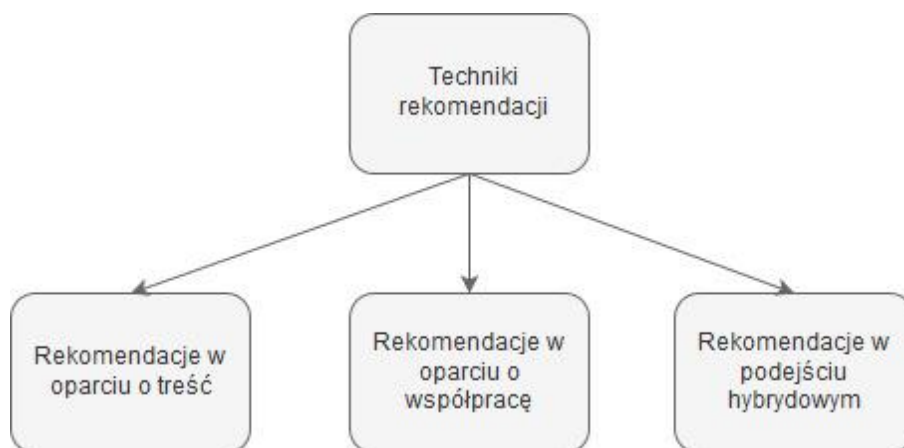 Techniki
rekomendacji
Rekomendacje w
oparciu o treść
Rekomendacje w
oparciu o
współpracę
Rekomendacje w
podejściu
hybrydowym